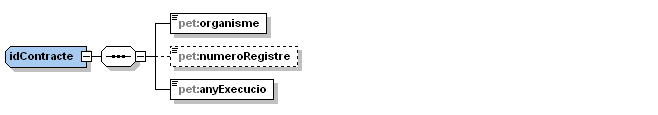 pet:organisme
idContracte
pet:numeroRegistre
pet:anyExecucio